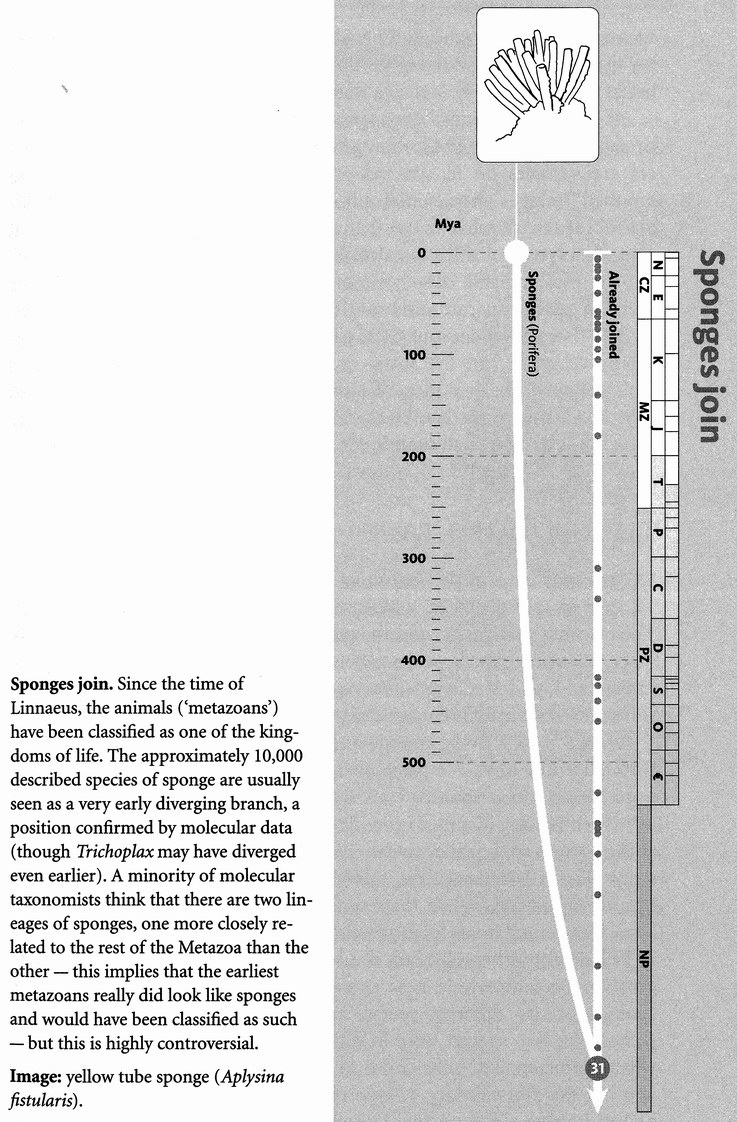 Sponges join
Mya
0
100
200
300
400
500
Sponges (Porifera)
Already joined
N
E
K
J
T
P
C
D
S
O
Є
CZ
MZ
PZ
NP
31
Sponges join. Since the time of
Linnaeus, the animals (‘metazoans’)
have been classified as one of the king-
doms of life. The approximately 10,000
described species of sponge are usually
seen as a very early diverging branch, a
position confirmed by molecular data
(though Trichoplax may have diverged
even earlier). A minority of molecular
taxonomists think that there are two lin-
eages of sponges, one more closely re-
lated to the rest of the Metazoa than the
other — this implies that the earliest
metazoans really did look like sponges
and would have been classified as such
— but this is highly controversial.
Image: yellow tube sponge (Aplysina
fistularis).